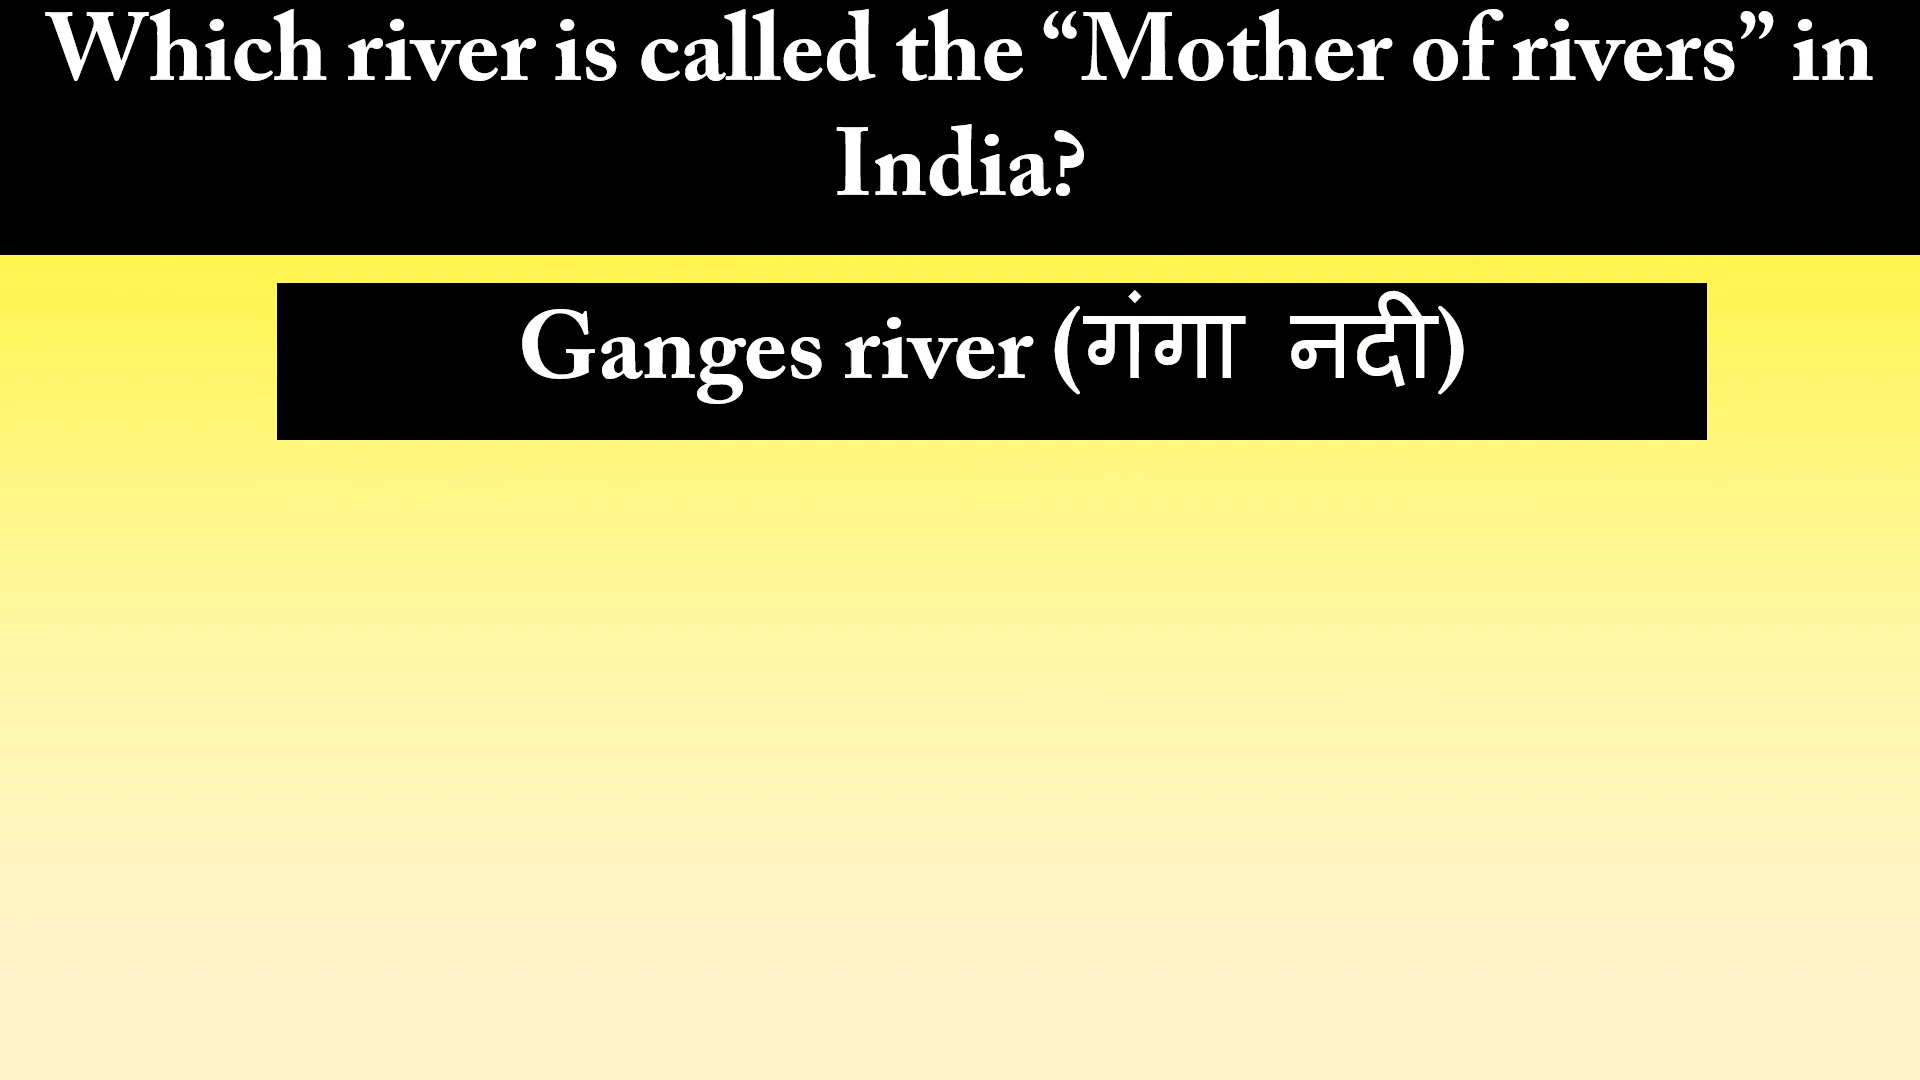 Which river is called the “Mother of rivers” in
India?
Ganges river (गंगा नदी)